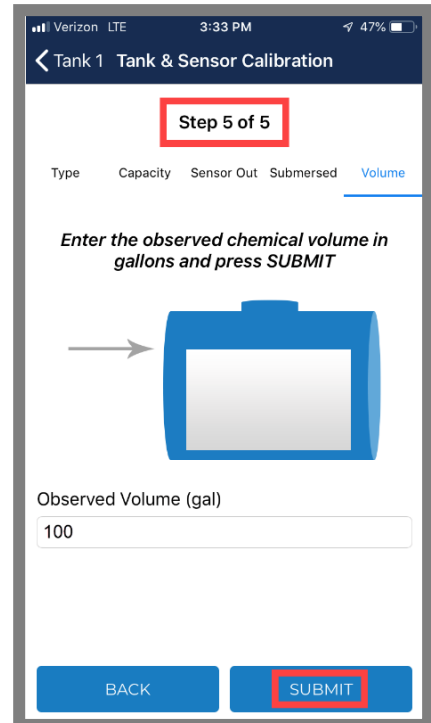 Verizon LTE 3:33 PM 47%
Tank 1 Tank & Sensor Calibration
Step 5 of 5
Type Capacity Sensor Out Submersed Volume
Enter the observed chemical volume in
gallons and press SUBMIT
Observed Volume (gal)
100
BACK SUBMIT